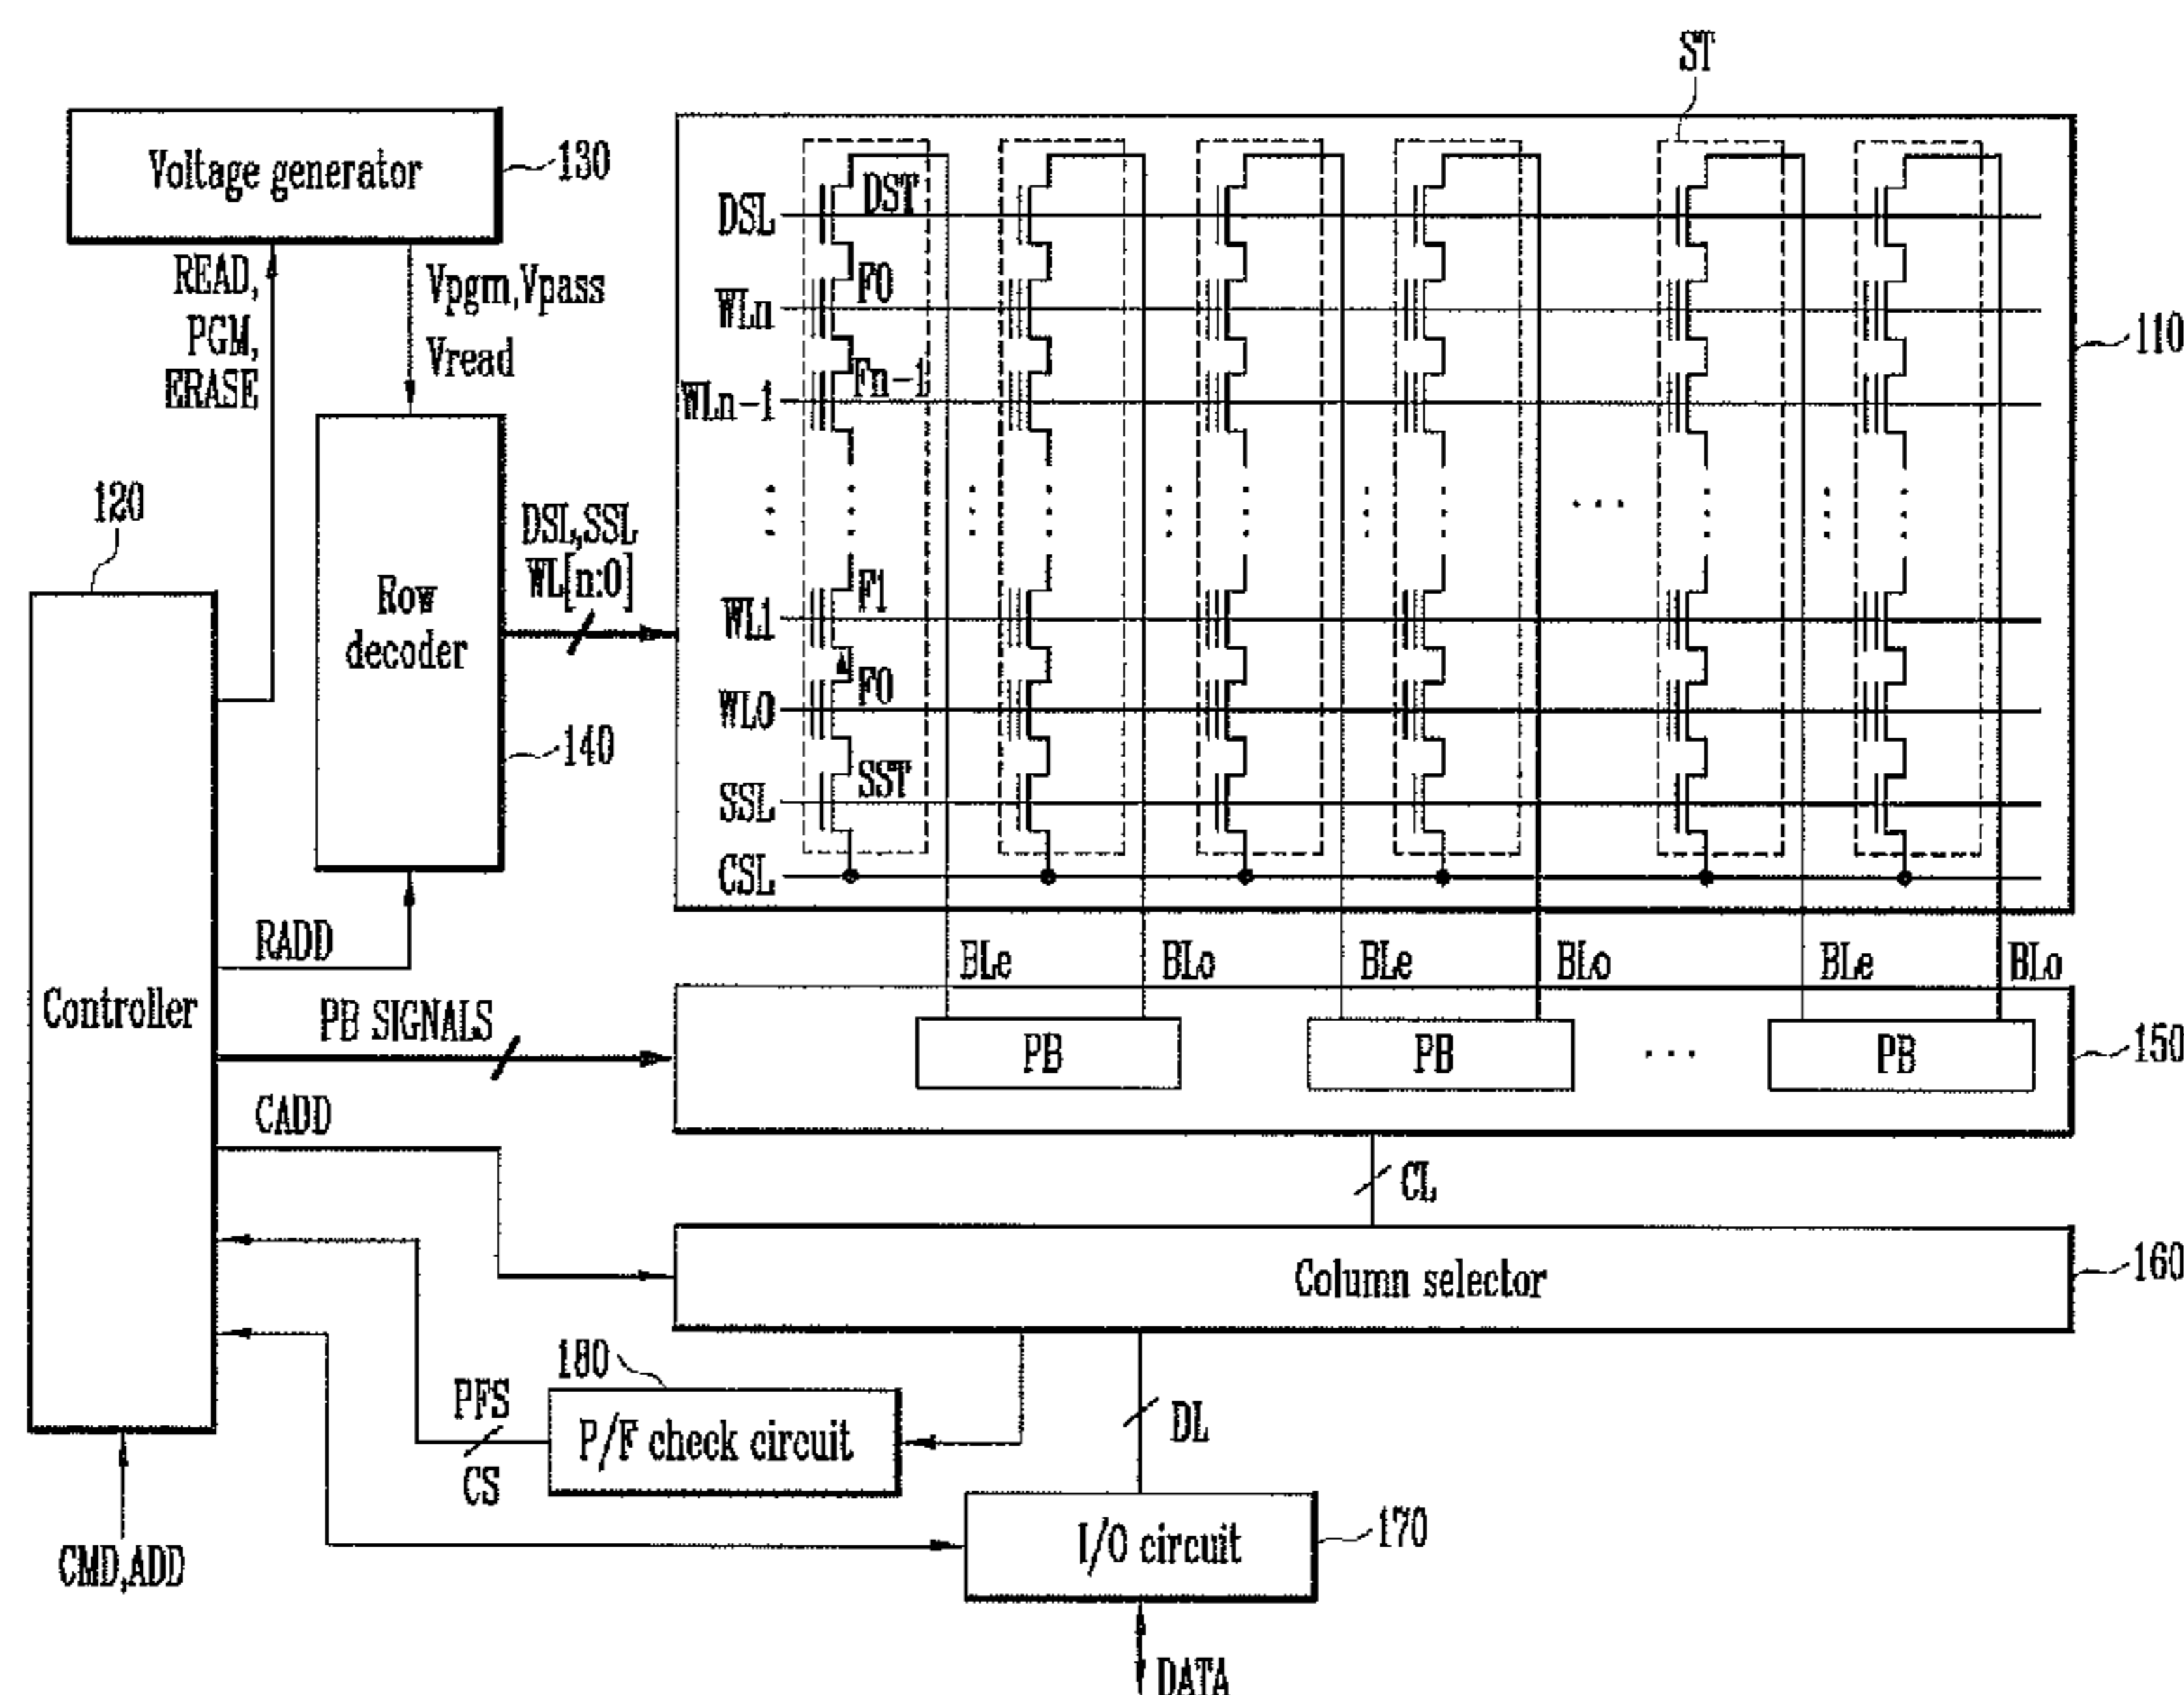 ST
Voltage generator
130
READ,
PGM,
ERASE
Vpgm,Vpass
Vread
DSL
DST
WLn
F0
WLn-1
Fn-1
110
120
DSL,SSL
WL[n:0]
Row
decoder
WL1
F1
WL0
F0
140
SSL
SST
CSL
RADD
BLe
BLo
BLe
BLo
BLe
BLo
Controller
PB SIGNALS
PB
PB
...
PB
150
CADD
CL
Column selector
160
180
PFS
CS
P/F check circuit
DL
I/O circuit
170
CMD,ADD
DATA